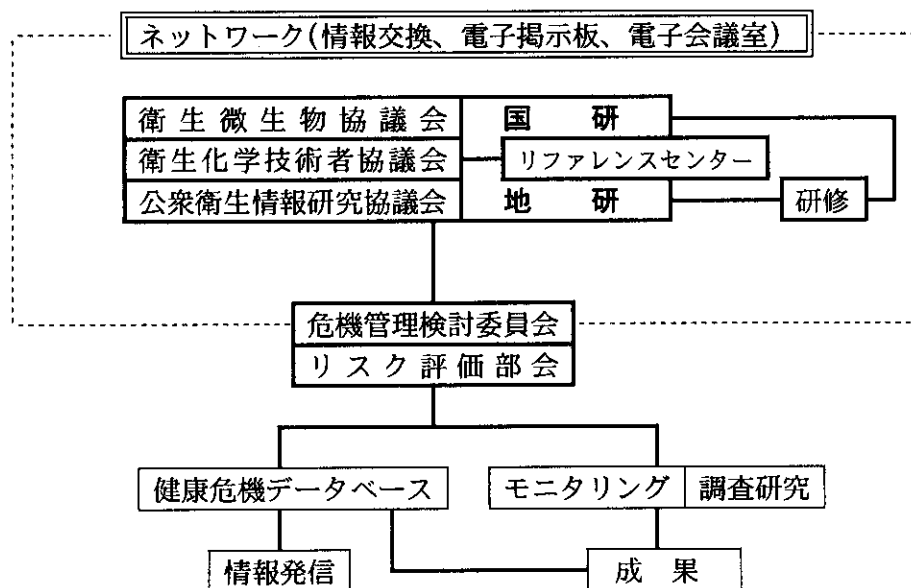 ネットワーク(情報交換、電子掲示板、電子会議室)
衛生微生物協議会 国研
衛生化学技術者協議会 リファレンスセンター
公衆衛生情報研究協議会 地研 研修
危機管理検討委員会
リスク評価部会
健康危機データベース モニタリング 調査研究
情報発信 成果